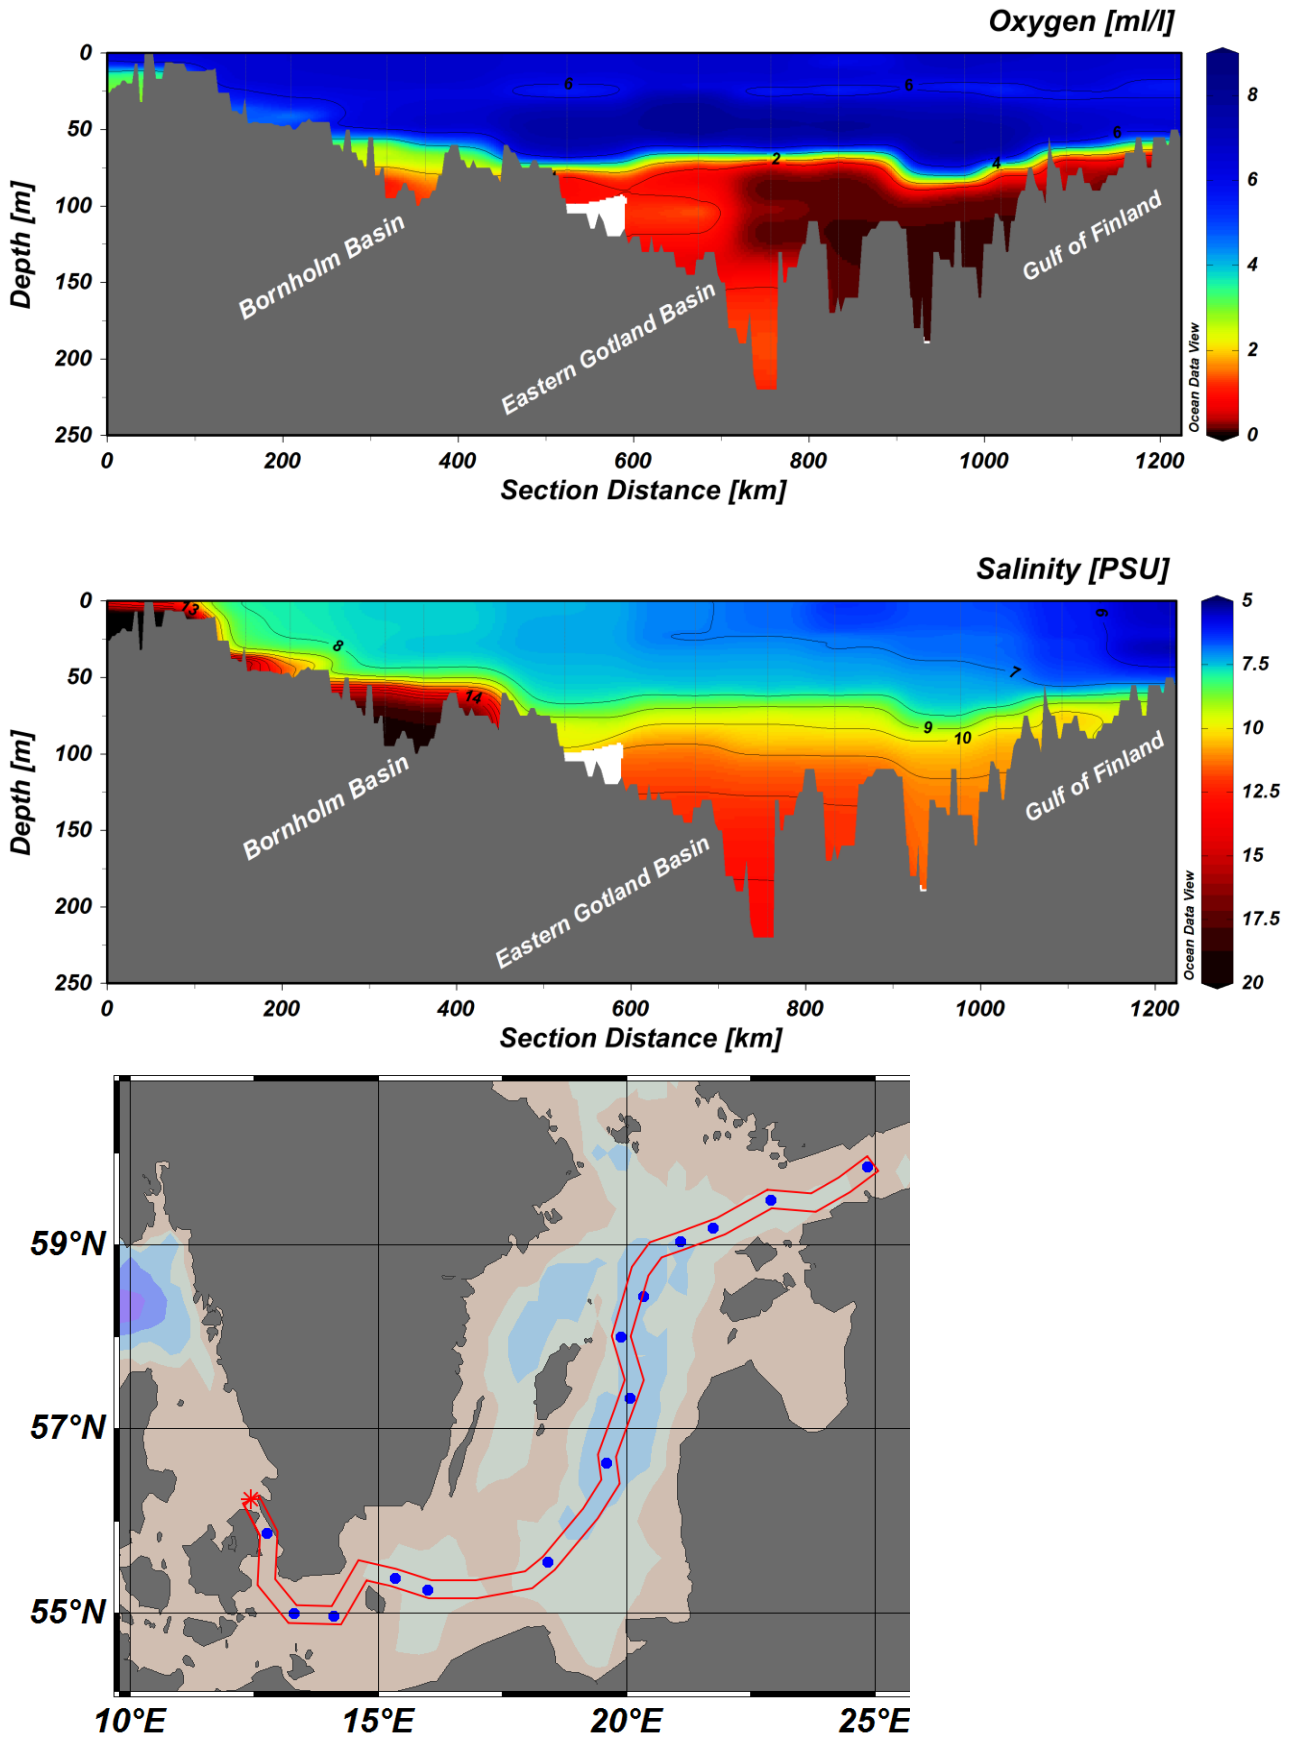 Oxygen [ml/l]
0
50
100
150
200
250
Depth [m]
6
6
6
2
4
Bornholm Basin
Eastern Gotland Basin
Gulf of Finland
Ocean Data View
8
6
4
2
0
0 200 400 600 800 1000 1200
Section Distance [km]
Salinity [PSU]
0
50
100
150
200
250
Depth [m]
13
8
14
7
6
9
10
Bornholm Basin
Eastern Gotland Basin
Gulf of Finland
Ocean Data View
5
7.5
10
12.5
15
17.5
20
0 200 400 600 800 1000 1200
Section Distance [km]
59°N
57°N
55°N
10°E 15°E 20°E 25°E